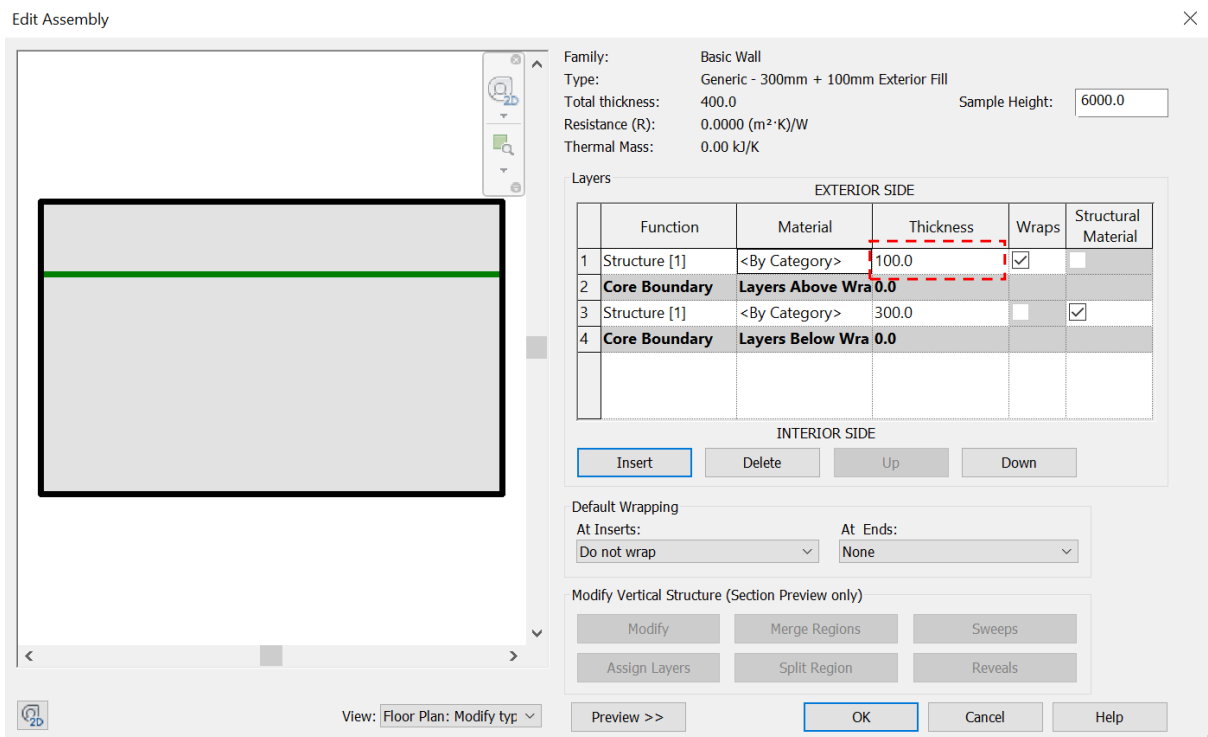 Edit Assembly
2D
Family: Basic Wall
Type: Generic - 300mm + 100mm Exterior Fill
Total thickness: 400.0 Sample Height: 6000.0
Resistance (R): 0.0000 (m²·K)/W
Thermal Mass: 0.00 kJ/K
Layers
EXTERIOR SIDE
Function Material Thickness Wraps Structural Material
1 Structure [1] <By Category> 100.0
2 Core Boundary Layers Above Wra 0.0
3 Structure [1] <By Category> 300.0
4 Core Boundary Layers Below Wra 0.0
INTERIOR SIDE
Insert Delete Up Down
Default Wrapping
At Inserts: At Ends:
Do not wrap None
Modify Vertical Structure (Section Preview only)
Modify Merge Regions Sweeps
Assign Layers Split Region Reveals
2D View: Floor Plan: Modify typ Preview >> OK Cancel Help